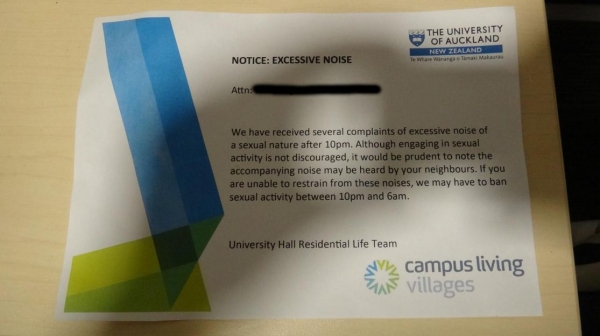 THE UNIVERSITY
OF AUCKLAND
NEW ZEALAND
Te Whare Wānanga o Tāmaki Makaurau
NOTICE: EXCESSIVE NOISE
Attn:
We have received several complaints of excessive noise of
a sexual nature after 10pm. Although engaging in sexual
activity is not discouraged, it would be prudent to note the
accompanying noise may be heard by your neighbours. If you
are unable to restrain from these noises, we may have to ban
sexual activity between 10pm and 6am.
University Hall Residential Life Team
campus living
villages